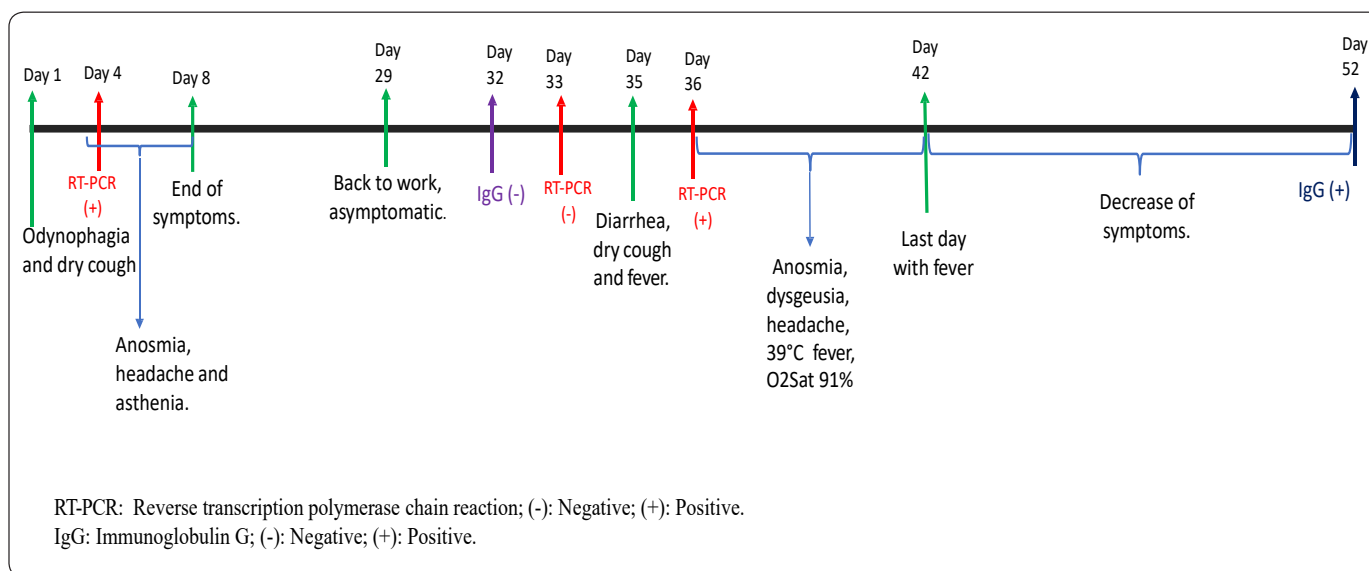 Day 1
Day 4
Day 8
Day
29
Day
32
Day
33
Day
35
Day
36
Day
42
Day
52
Odynophagia
and dry cough
RT-PCR
(+)
Anosmia,
headache and
asthenia.
End of
symptoms.
Back to work,
asymptomatic.
IgG (-)
RT-PCR
(-)
Diarrhea,
dry cough
and fever.
RT-PCR
(+)
Anosmia,
dysgeusia,
headache,
39°C fever,
O2Sat 91%
Last day
with fever
Decrease of
symptoms.
IgG (+)
RT-PCR: Reverse transcription polymerase chain reaction; (-): Negative; (+): Positive.
IgG: Immunoglobulin G; (-): Negative; (+): Positive.